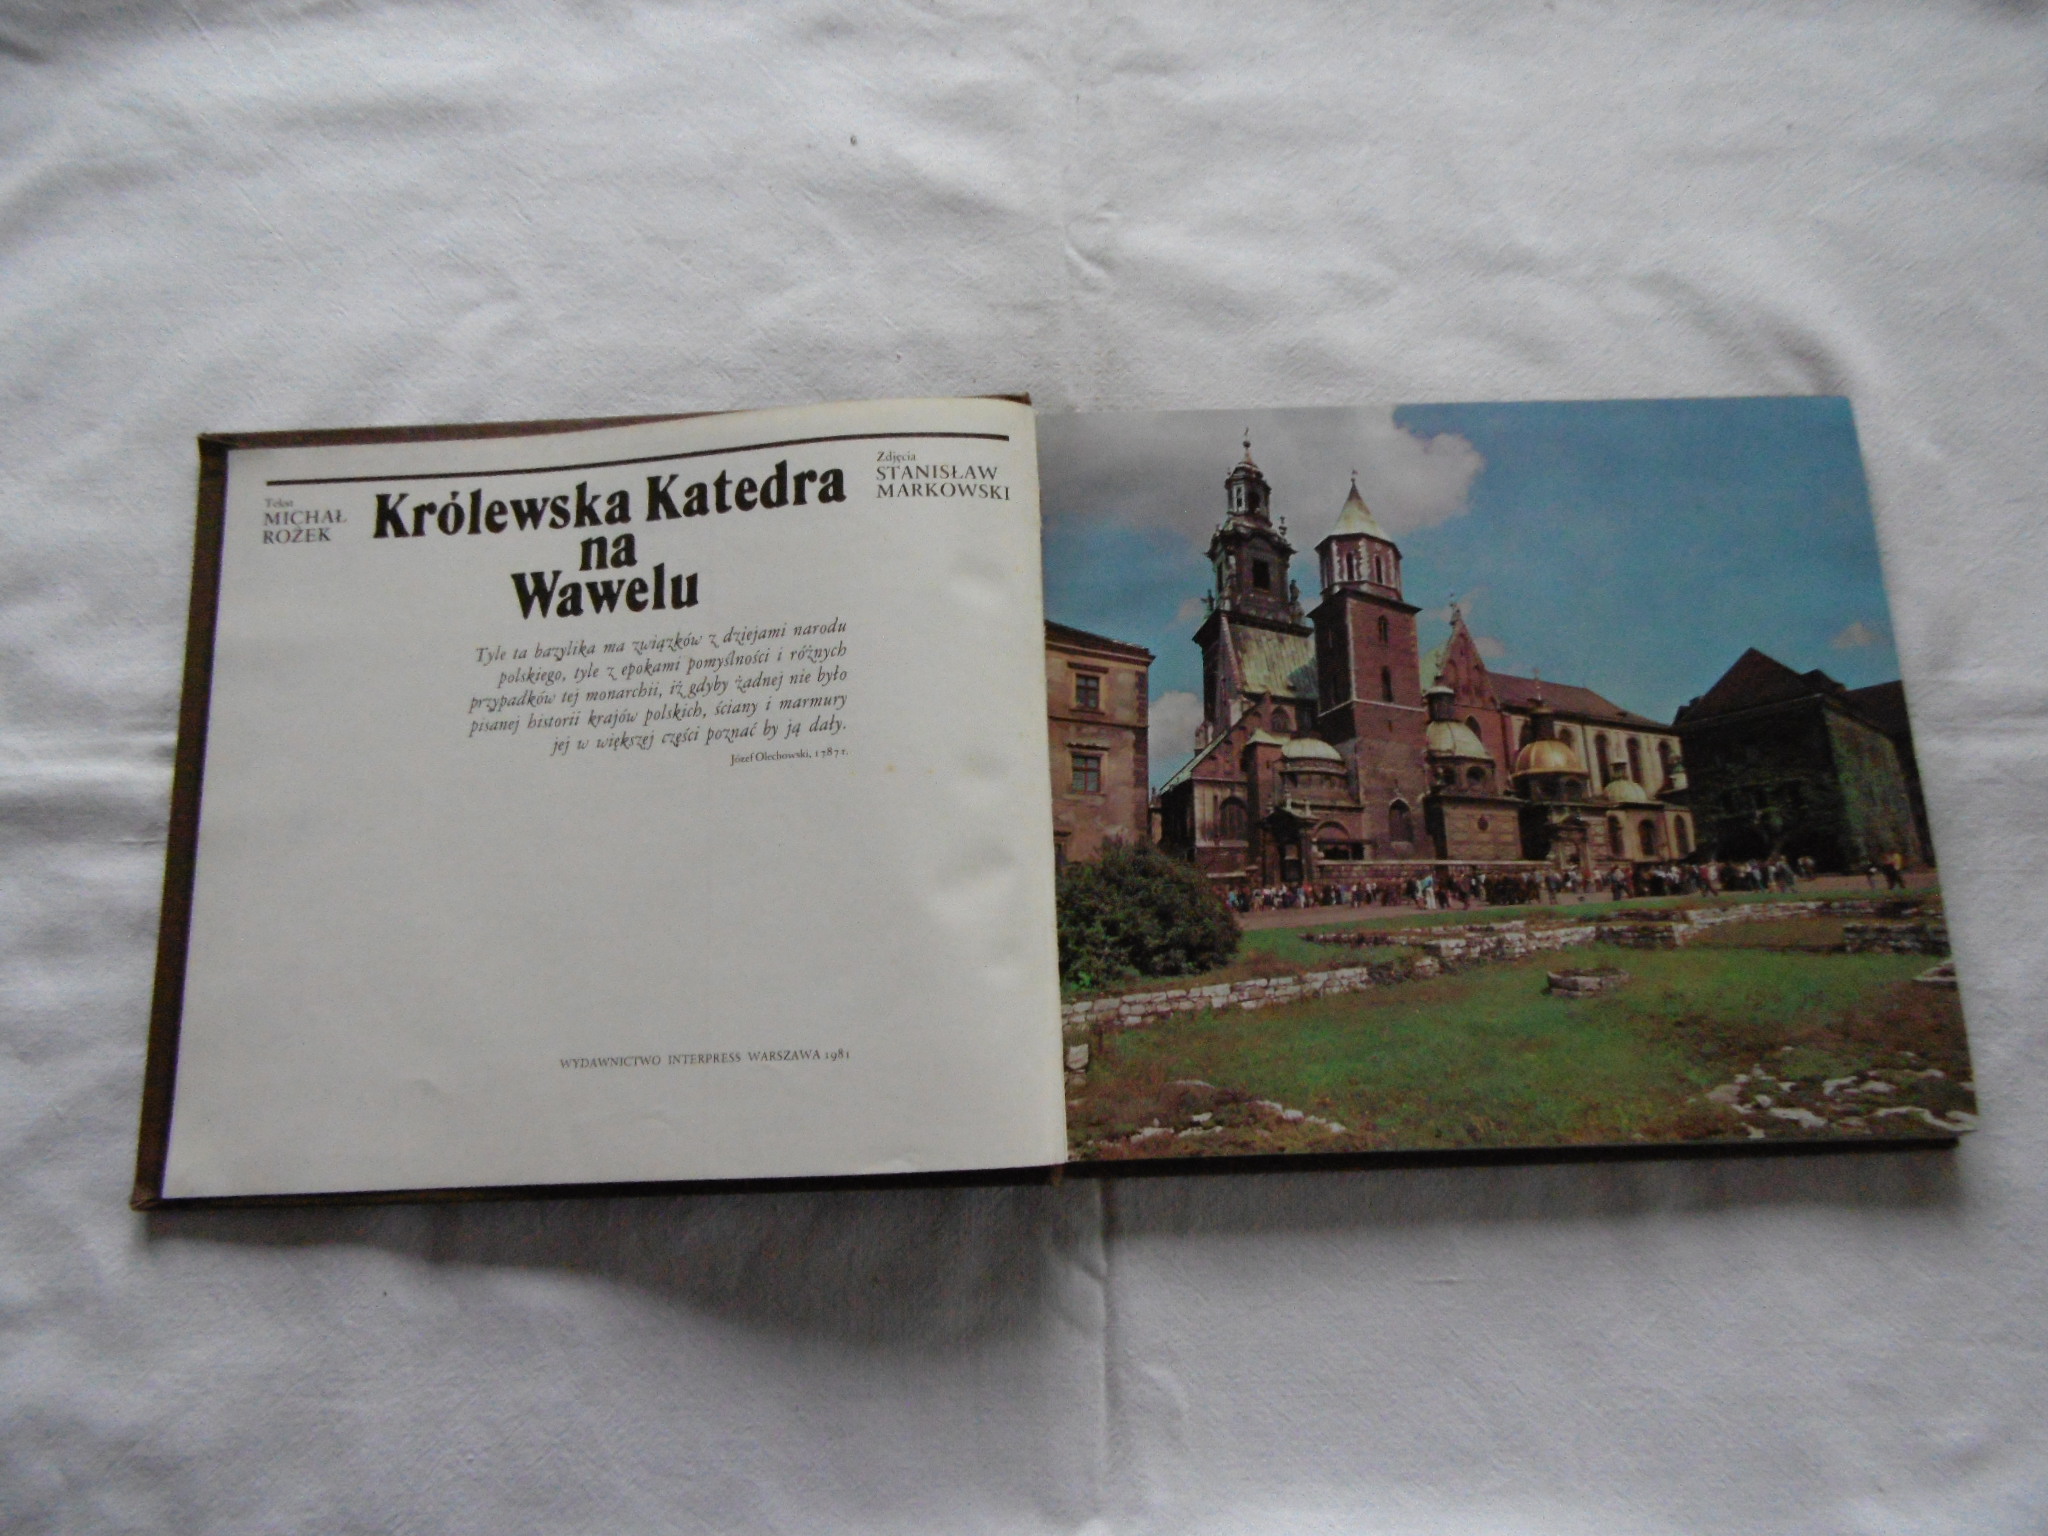 Tekst
MICHAŁ
ROŻEK
Królewska Katedra
na
Wawelu
Zdjęcia
STANISŁAW
MARKOWSKI
Tyle ta bazylika ma związków z dziejami narodu
polskiego, tyle z epokami pomyślności i różnych
przypadków tej monarchii, iż gdyby żadnej nie było
pisanej historii krajów polskich, ściany i marmury
jej w większej części poznać by ją dały.
Józef Olechowski, 1787 r.
WYDAWNICTWO INTERPRESS WARSZAWA 1981